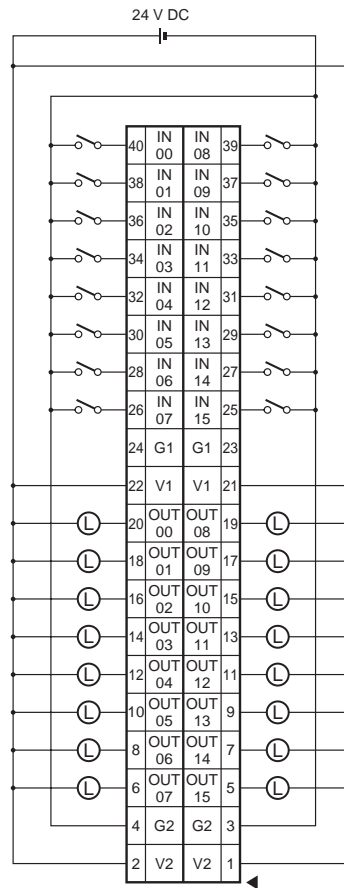 24 V DC
40 IN 00 IN 08 39
38 IN 01 IN 09 37
36 IN 02 IN 10 35
34 IN 03 IN 11 33
32 IN 04 IN 12 31
30 IN 05 IN 13 29
28 IN 06 IN 14 27
26 IN 07 IN 15 25
24 G1 G1 23
22 V1 V1 21
L 20 OUT 00 OUT 08 19 L
L 18 OUT 01 OUT 09 17 L
L 16 OUT 02 OUT 10 15 L
L 14 OUT 03 OUT 11 13 L
L 12 OUT 04 OUT 12 11 L
L 10 OUT 05 OUT 13 9 L
L 8 OUT 06 OUT 14 7 L
L 6 OUT 07 OUT 15 5 L
4 G2 G2 3
2 V2 V2 1